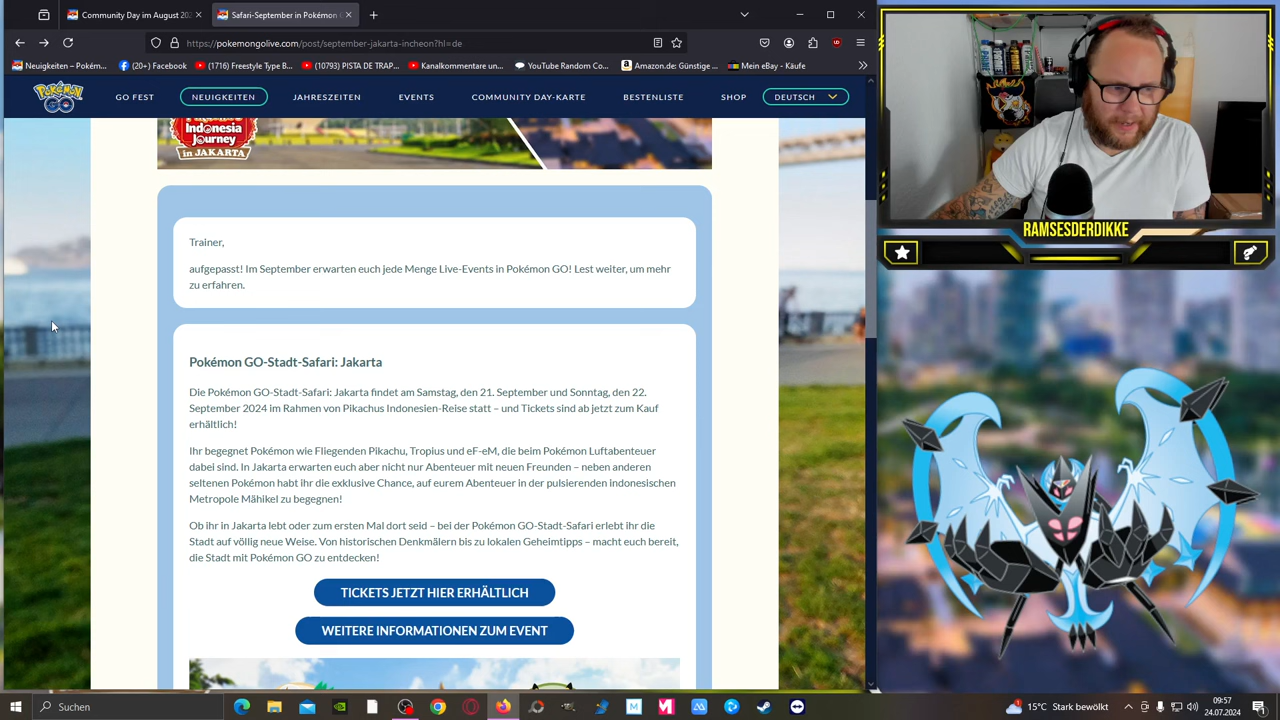 Community Day im August 202
Safari-September in Pokémon G
https://pokemongolive.com/post/september-jakarta-incheon?hl=de
Neuigkeiten – Pokém...
(20+) Facebook
(1716) Freestyle Type B...
(10793) PISTA DE TRAP...
Kanalkommentare un...
YouTube Random Co...
Amazon.de: Günstige ...
Mein eBay - Käufe
Pokémon GO
GO FEST
NEUIGKEITEN
JAHRESZEITEN
EVENTS
COMMUNITY DAY-KARTE
BESTENLISTE
SHOP
DEUTSCH
Indonesia
Journey
in JAKARTA
Trainer,
aufgepasst! Im September erwarten euch jede Menge Live-Events in Pokémon GO! Lest weiter, um mehr
zu erfahren.
Pokémon GO-Stadt-Safari: Jakarta
Die Pokémon GO-Stadt-Safari: Jakarta findet am Samstag, den 21. September und Sonntag, den 22.
September 2024 im Rahmen von Pikachus Indonesien-Reise statt – und Tickets sind ab jetzt zum Kauf
erhältlich!
Ihr begegnet Pokémon wie Fliegenden Pikachu, Tropius und eF-eM, die beim Pokémon Luftabenteuer
dabei sind. In Jakarta erwarten euch aber nicht nur Abenteuer mit neuen Freunden – neben anderen
seltenen Pokémon habt ihr die exklusive Chance, auf eurem Abenteuer in der pulsierenden indonesischen
Metropole Mähikel zu begegnen!
Ob ihr in Jakarta lebt oder zum ersten Mal dort seid – bei der Pokémon GO-Stadt-Safari erlebt ihr die
Stadt auf völlig neue Weise. Von historischen Denkmälern bis zu lokalen Geheimtipps – macht euch bereit,
die Stadt mit Pokémon GO zu entdecken!
TICKETS JETZT HIER ERHÄLTLICH
WEITERE INFORMATIONEN ZUM EVENT
RAMSESDERDIKKE
Suchen
15°C Stark bewölkt
09:57
24.07.2024